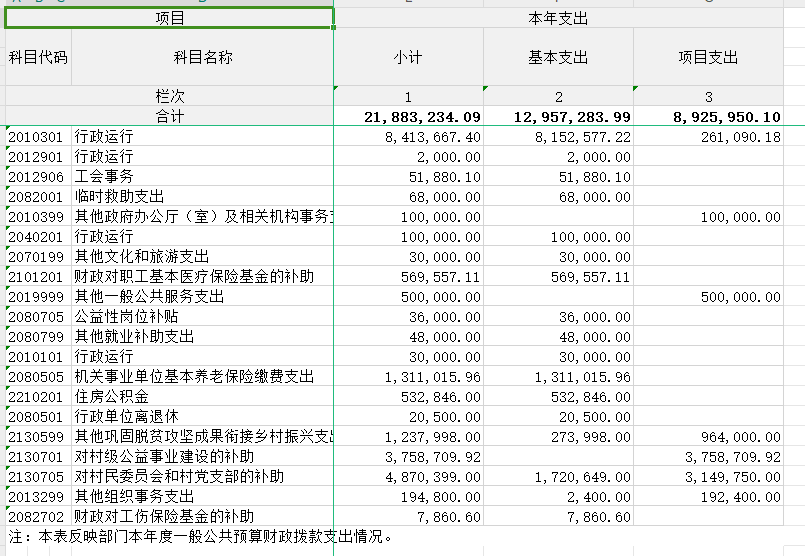 项目 本年支出
科目代码 科目名称 小计 基本支出 项目支出
栏次 1 2 3
合计 21,883,234.09 12,957,283.99 8,925,950.10
2010301 行政运行 8,413,667.40 8,152,577.22 261,090.18
2012901 行政运行 2,000.00 2,000.00
2012906 工会事务 51,880.10 51,880.10
2082001 临时救助支出 68,000.00 68,000.00
2010399 其他政府办公厅（室）及相关机构事务 100,000.00 100,000.00
2040201 行政运行 100,000.00 100,000.00
2070199 其他文化和旅游支出 30,000.00 30,000.00
2101201 财政对职工基本医疗保险基金的补助 569,557.11 569,557.11
2019999 其他一般公共服务支出 500,000.00 500,000.00
2080705 公益性岗位补贴 36,000.00 36,000.00
2080799 其他就业补助支出 48,000.00 48,000.00
2010101 行政运行 30,000.00 30,000.00
2080505 机关事业单位基本养老保险缴费支出 1,311,015.96 1,311,015.96
2210201 住房公积金 532,846.00 532,846.00
2080501 行政单位离退休 20,500.00 20,500.00
2130599 其他巩固脱贫攻坚成果衔接乡村振兴支 1,237,998.00 273,998.00 964,000.00
2130701 对村级公益事业建设的补助 3,758,709.92 3,758,709.92
2130705 对村民委员会和村党支部的补助 4,870,399.00 1,720,649.00 3,149,750.00
2013299 其他组织事务支出 194,800.00 2,400.00 192,400.00
2082702 财政对工伤保险基金的补助 7,860.60 7,860.60
注：本表反映部门本年度一般公共预算财政拨款支出情况。